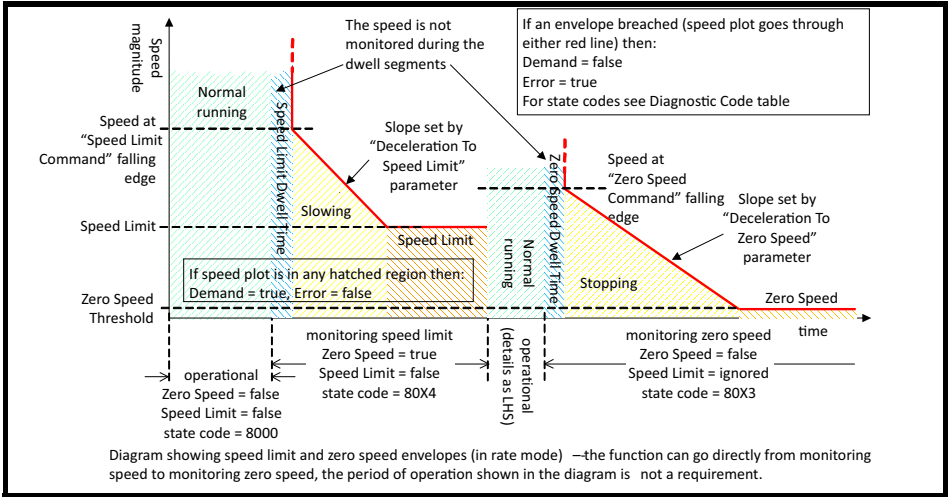 Speed
magnitude
The speed is not
monitored during the
dwell segments
If an envelope breached (speed plot goes through
either red line) then:
Demand = false
Error = true
For state codes see Diagnostic Code table
Normal
running
Speed at
“Speed Limit
Command” falling
edge
Speed Limit Dwell Time
Slope set by
“Deceleration To
Speed Limit”
parameter
Slowing
Speed Limit
Speed Limit
Normal
running
Zero Speed Dwell Time
Speed at
“Zero Speed
Command” falling
edge
Slope set by
“Deceleration To
Zero Speed”
parameter
Stopping
If speed plot is in any hatched region then:
Demand = true, Error = false
Zero Speed
Threshold
Zero Speed
time
operational
Zero Speed = false
Speed Limit = false
state code = 8000
monitoring speed limit
Zero Speed = true
Speed Limit = false
state code = 80X4
operational
(details as LHS)
monitoring zero speed
Zero Speed = false
Speed Limit = ignored
state code = 80X3
Diagram showing speed limit and zero speed envelopes (in rate mode) –-the function can go directly from monitoring
speed to monitoring zero speed, the period of operation shown in the diagram is not a requirement.